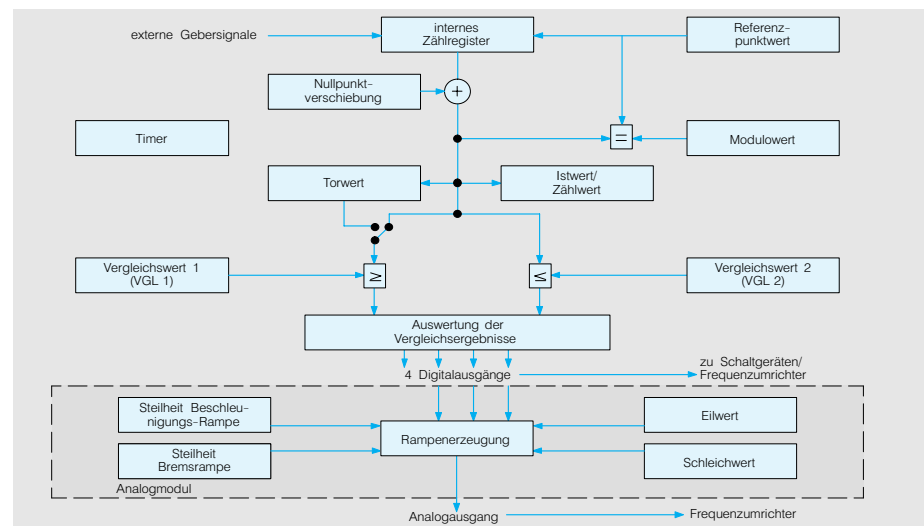 externe Gebersignale
internes
Zählregister
Referenz-
punktwert
Nullpunkt-
verschiebung
+
Timer
=
Modulowert
Torwert
Istwert/
Zählwert
Vergleichswert 1
(VGL 1)
≥
≤
Vergleichswert 2
(VGL 2)
Auswertung der
Vergleichsergebnisse
4 Digitalausgänge
zu Schaltgeräten/
Frequenzumrichter
Steilheit Beschleu-
nigungs-Rampe
Rampenerzeugung
Eilwert
Steilheit
Bremsrampe
Schleichwert
Analogmodul
Analogausgang
Frequenzumrichter